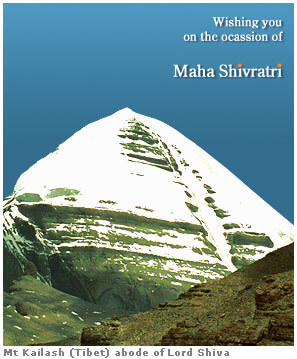 Wishing you
on the ocassion of
Maha Shivratri
Mt Kailash (Tibet) abode of Lord Shiva